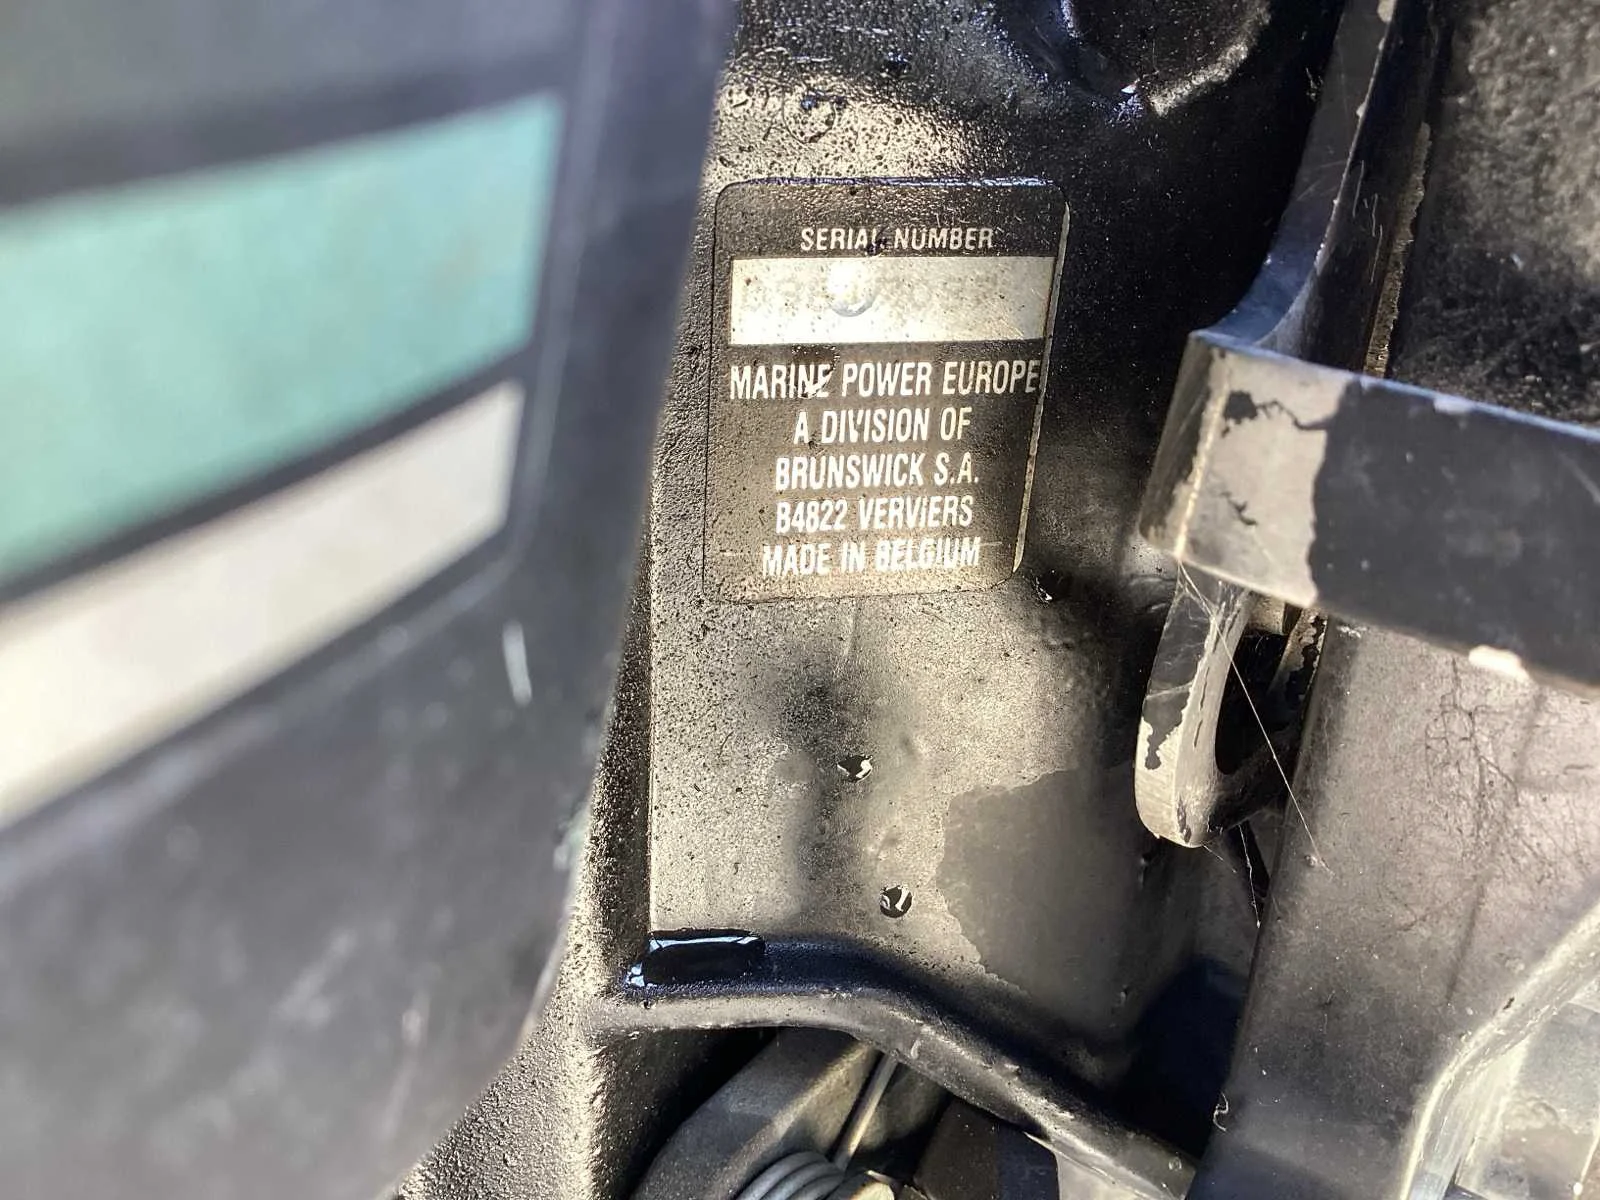 SERIAL NUMBER
MARINE POWER EUROPE
A DIVISION OF
BRUNSWICK S.A.
B4822 VERVIERS
MADE IN BELGIUM